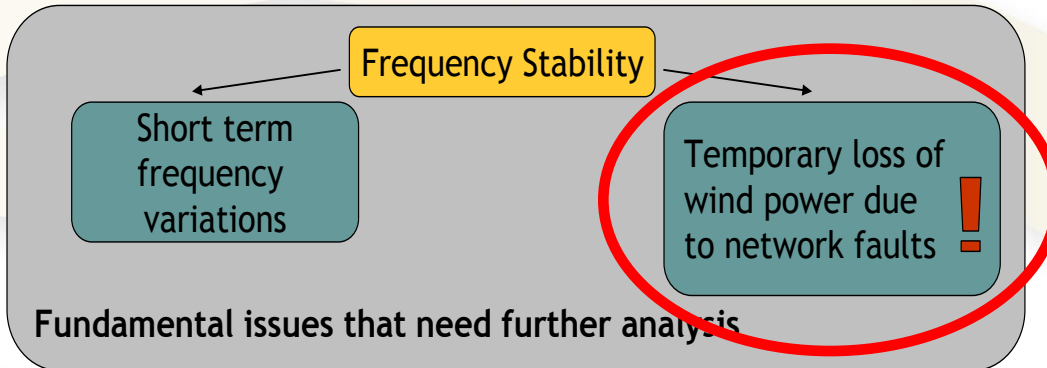 Frequency Stability
Short term
frequency
variations
Temporary loss of
wind power due
to network faults
!
Fundamental issues that need further analysis